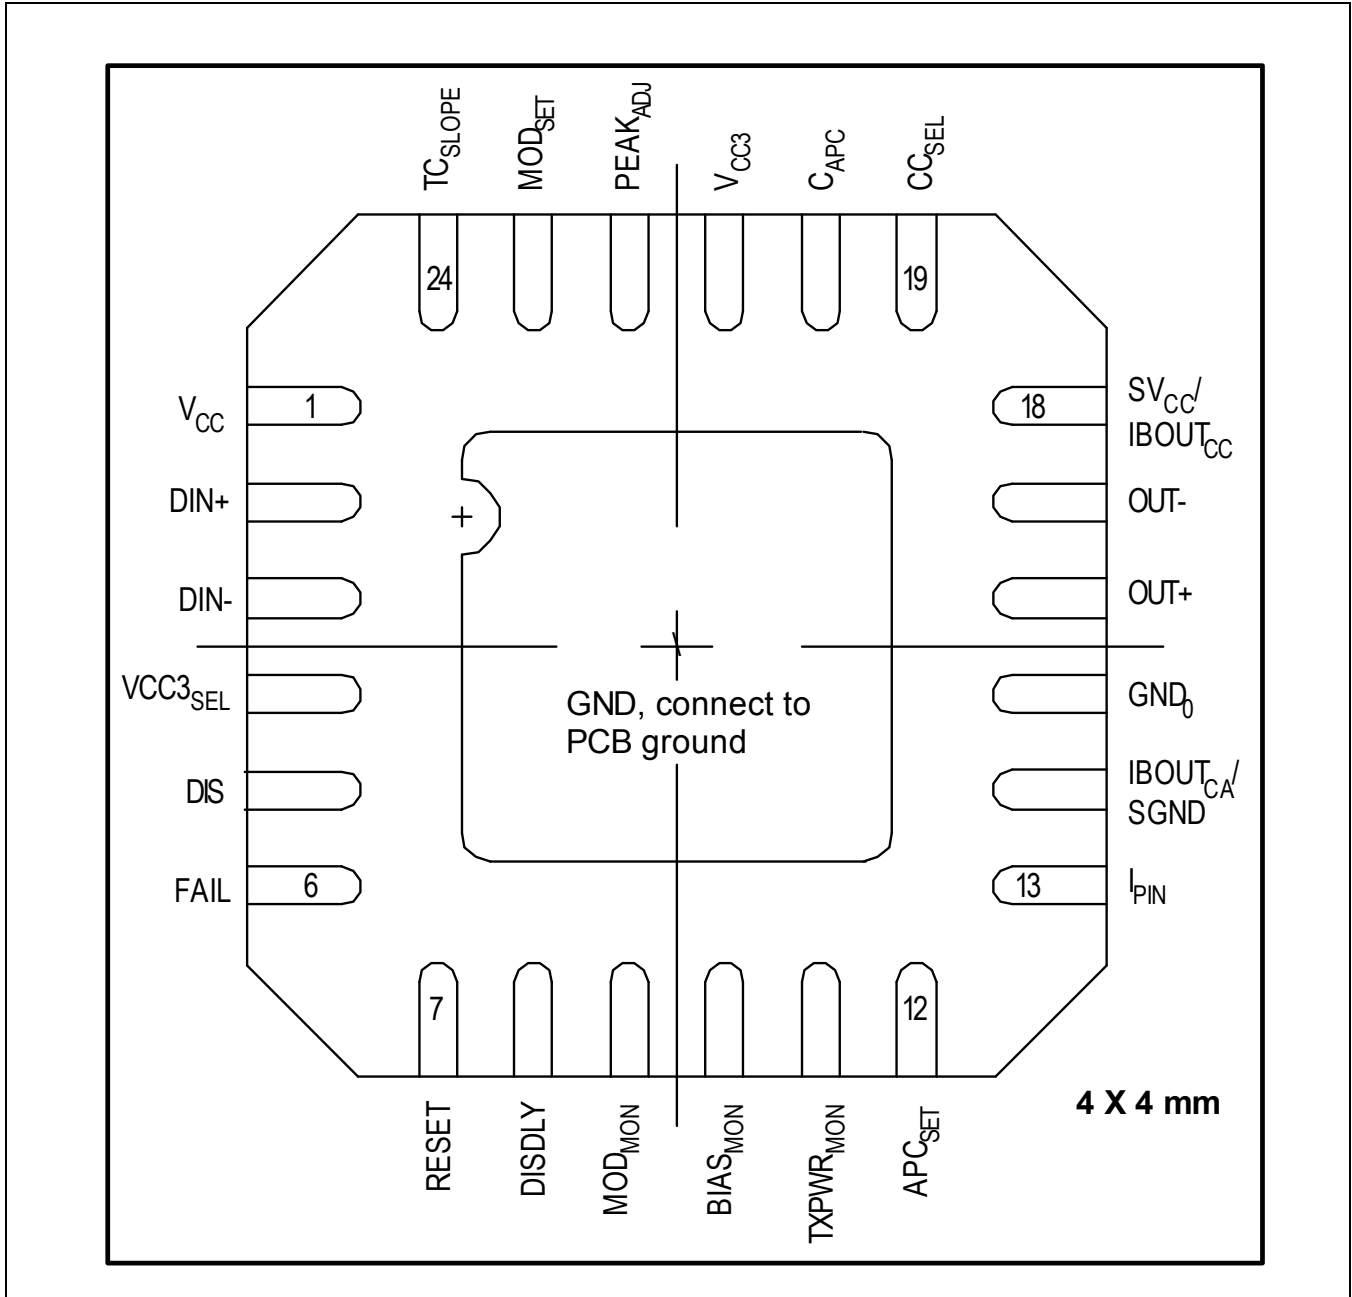 TC_SLOPE
MOD_SET
PEAK_ADJ
V_CC3
C_APC
CC_SEL
24
19
V_CC
1
18
SV_CC/
IBOUT_CC
DIN+
OUT-
DIN-
OUT+
VCC3_SEL
GND_0
GND, connect to
PCB ground
DIS
IBOUT_CA/
SGND
FAIL
6
13
I_PIN
7
12
RESET
DISDLY
MOD_MON
BIAS_MON
TXPWR_MON
APC_SET
4 X 4 mm